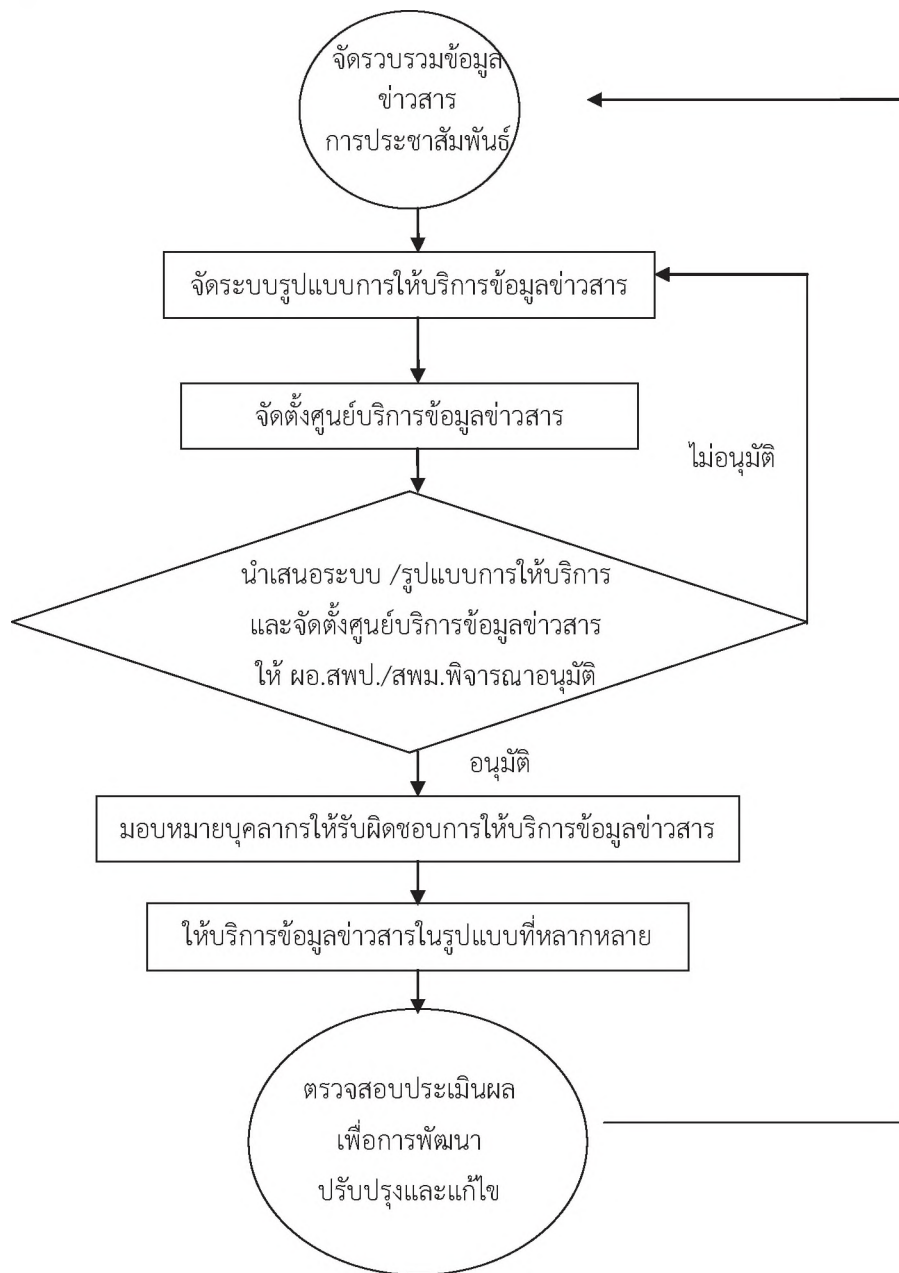 จัดรวบรวมข้อมูล
ข่าวสาร
การประชาสัมพันธ์
จัดระบบรูปแบบการให้บริการข้อมูลข่าวสาร
จัดตั้งศูนย์บริการข้อมูลข่าวสาร
ไม่อนุมัติ
นำเสนอระบบ /รูปแบบการให้บริการ
และจัดตั้งศูนย์บริการข้อมูลข่าวสาร
ให้ ผอ.สพป./สพม.พิจารณาอนุมัติ
อนุมัติ
มอบหมายบุคลากรให้รับผิดชอบการให้บริการข้อมูลข่าวสาร
ให้บริการข้อมูลข่าวสารในรูปแบบที่หลากหลาย
ตรวจสอบประเมินผล
เพื่อการพัฒนา
ปรับปรุงและแก้ไข